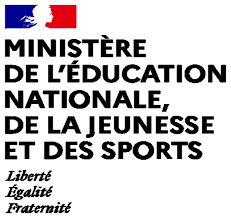 MINISTÈRE
DE L'ÉDUCATION
NATIONALE,
DE LA JEUNESSE
ET DES SPORTS
Liberté
Égalité
Fraternité